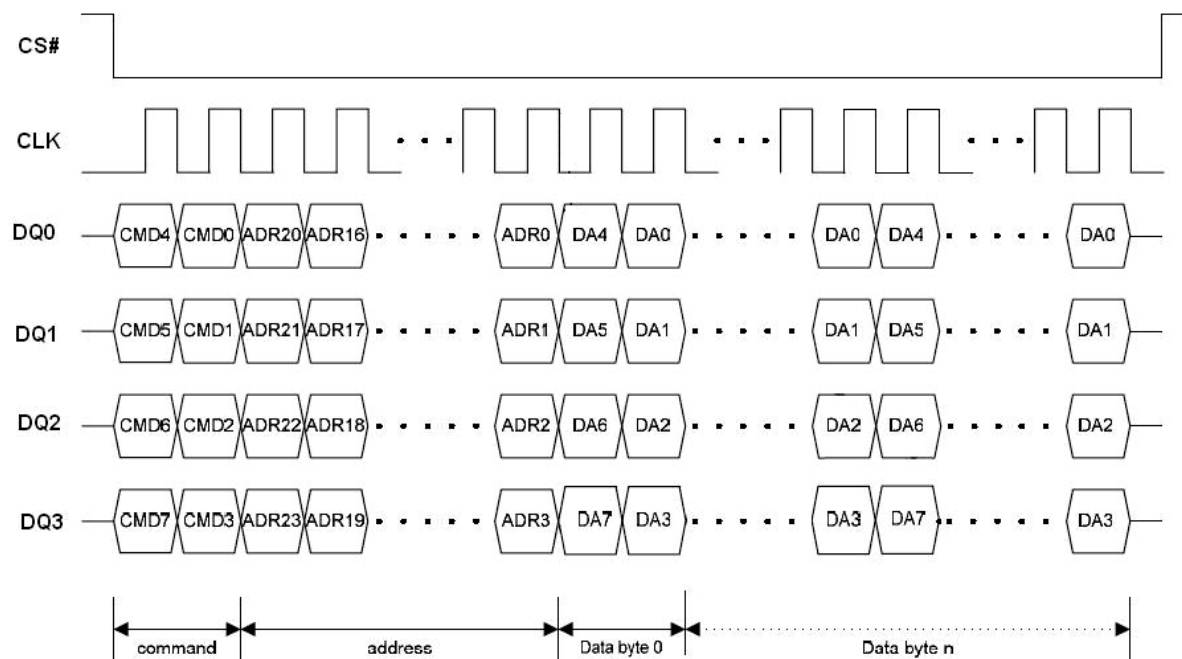 CS#
CLK
DQ0 CMD4 CMD0 ADR20 ADR16 ADR0 DA4 DA0 DA0 DA4 DA0
DQ1 CMD5 CMD1 ADR21 ADR17 ADR1 DA5 DA1 DA1 DA5 DA1
DQ2 CMD6 CMD2 ADR22 ADR18 ADR2 DA6 DA2 DA2 DA6 DA2
DQ3 CMD7 CMD3 ADR23 ADR19 ADR3 DA7 DA3 DA3 DA7 DA3
command address Data byte 0 Data byte n